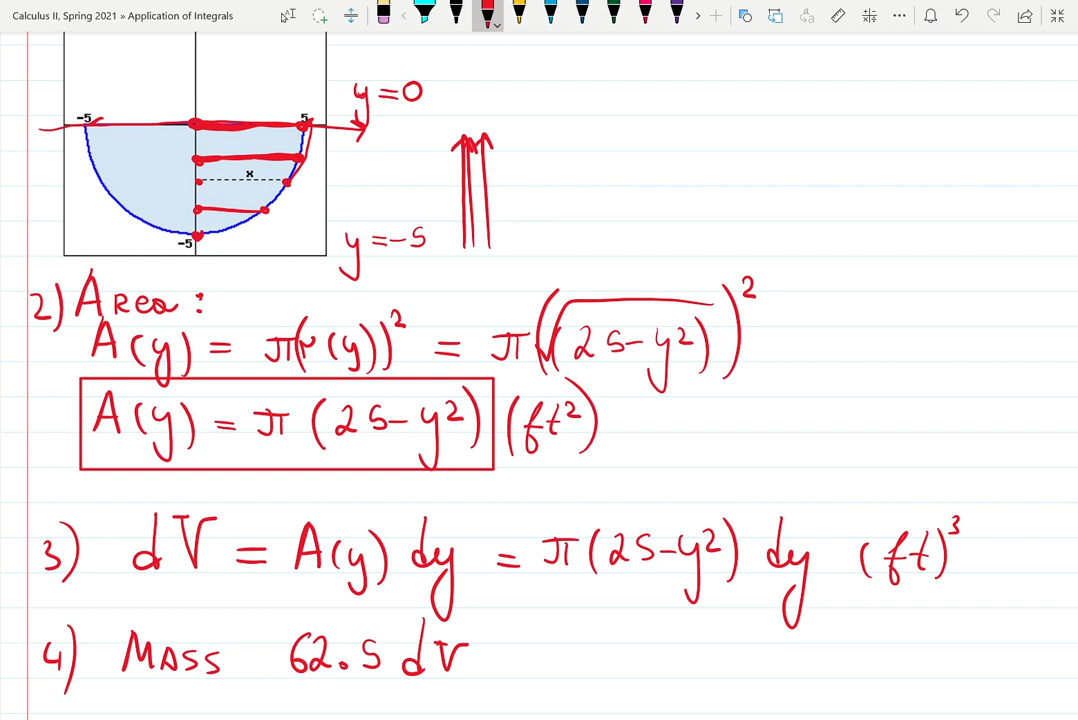 Calculus II, Spring 2021 » Application of Integrals
y = 0
-5 5
x
-5
y = -5
2) Area:
A(y) = π(r(y))² = π(√(25-y²))²
A(y) = π (25-y²) (ft²)
3) dV = A(y) dy = π(25-y²) dy (ft)³
4) MASS 62.5 dV